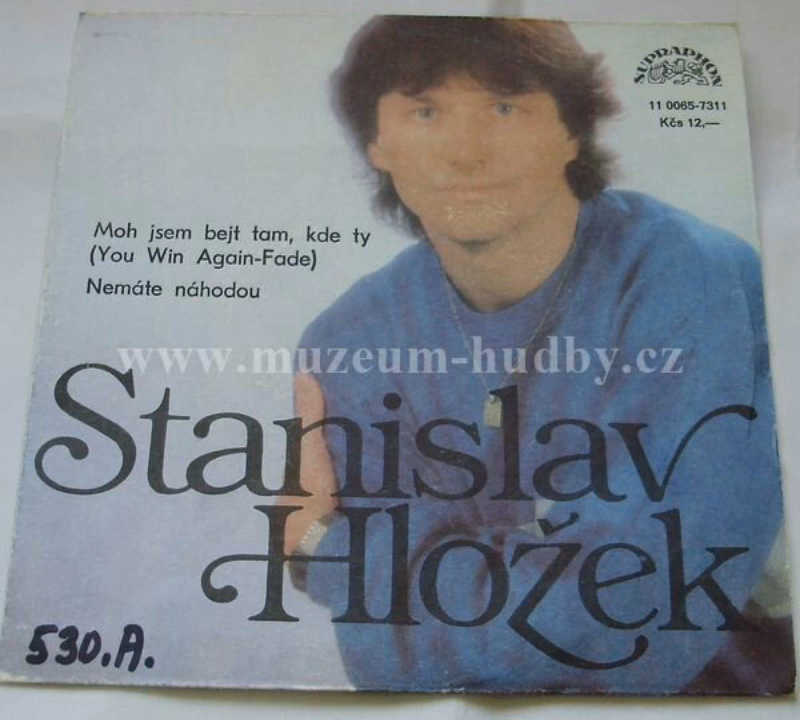 SUPRAPHON
11 0065-7311
Kčs 12,—
Moh jsem bejt tam, kde ty
(You Win Again-Fade)
Nemáte náhodou
www.muzeum-hudby.cz
Stanislav
Hložek
530.A.